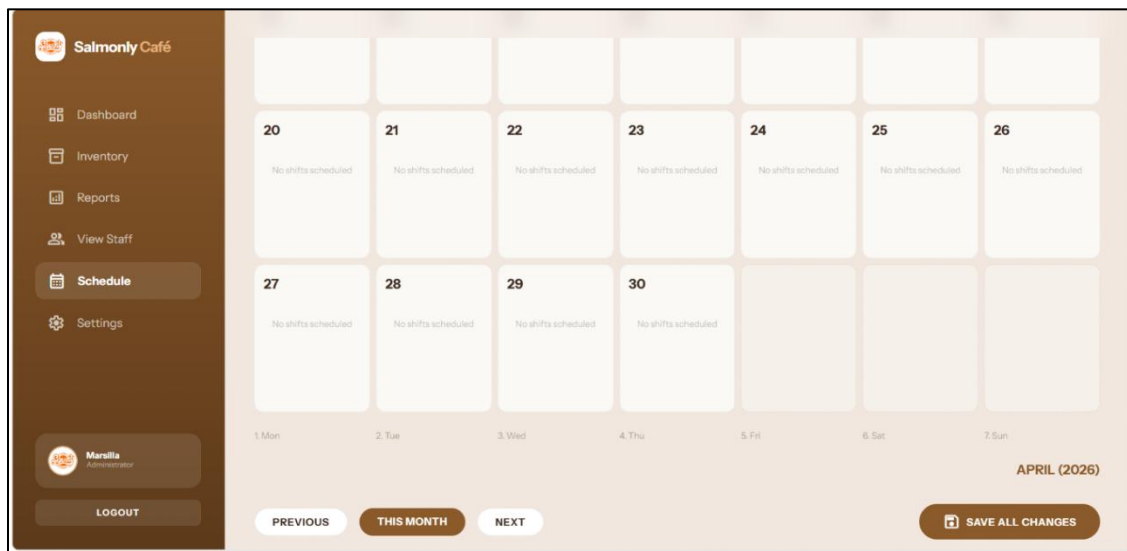 Salmonly Café
Dashboard
Inventory
Reports
View Staff
Schedule
Settings
Marsilla
Administrator
LOGOUT
20 21 22 23 24 25 26
No shifts scheduled No shifts scheduled No shifts scheduled No shifts scheduled No shifts scheduled No shifts scheduled No shifts scheduled
27 28 29 30
No shifts scheduled No shifts scheduled No shifts scheduled No shifts scheduled
1. Mon 2. Tue 3. Wed 4. Thu 5. Fri 6. Sat 7. Sun
APRIL (2026)
PREVIOUS THIS MONTH NEXT SAVE ALL CHANGES